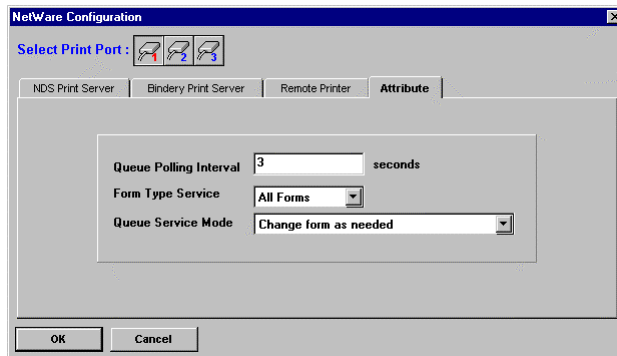 NetWare Configuration
Select Print Port : 1 2 3
NDS Print Server Bindery Print Server Remote Printer Attribute
Queue Polling Interval 3 seconds
Form Type Service All Forms
Queue Service Mode Change form as needed
OK Cancel